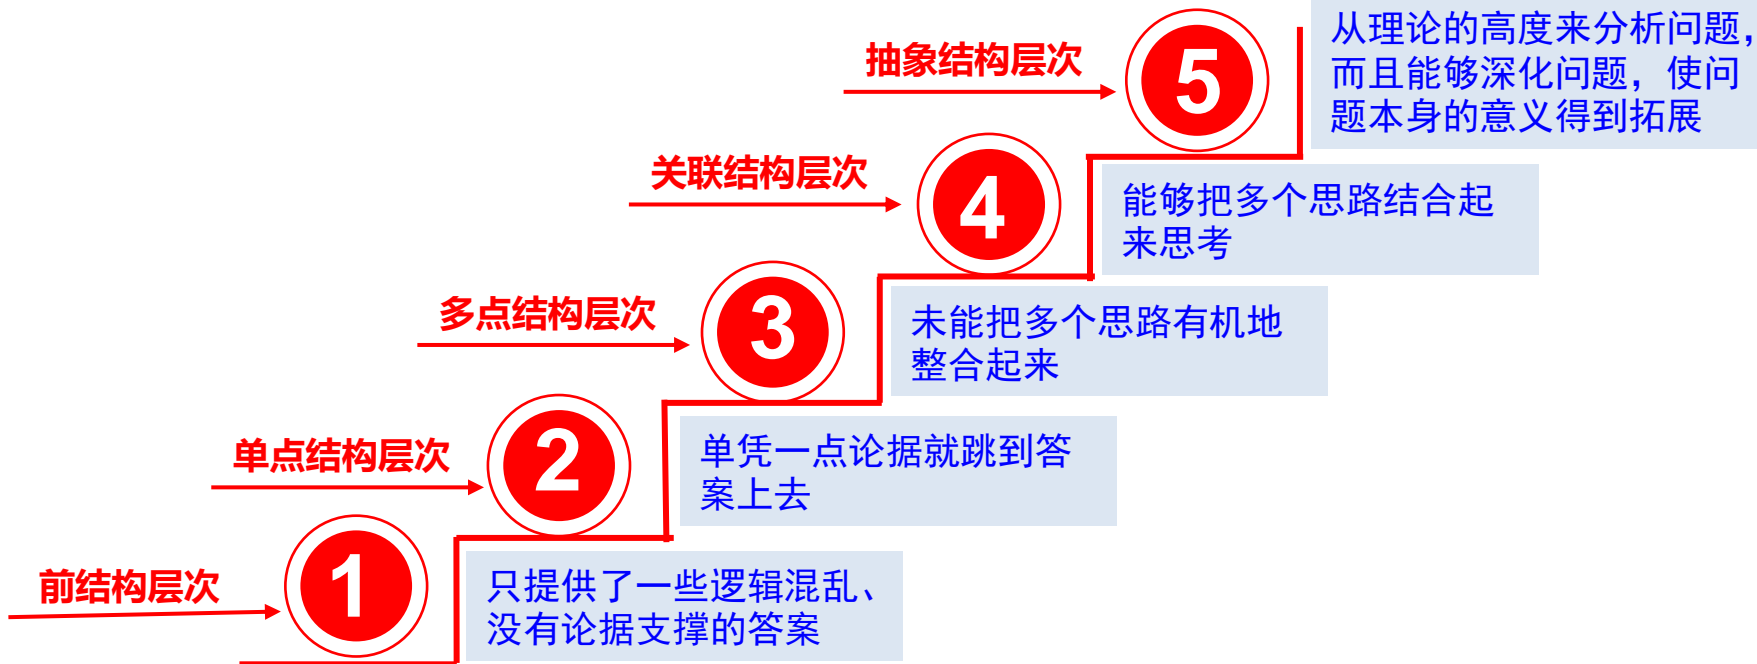 抽象结构层次
5
从理论的高度来分析问题，
而且能够深化问题，使问
题本身的意义得到拓展
关联结构层次
4
能够把多个思路结合起
来思考
多点结构层次
3
未能把多个思路有机地
整合起来
单点结构层次
2
单凭一点论据就跳到答
案上去
前结构层次
1
只提供了一些逻辑混乱、
没有论据支撑的答案